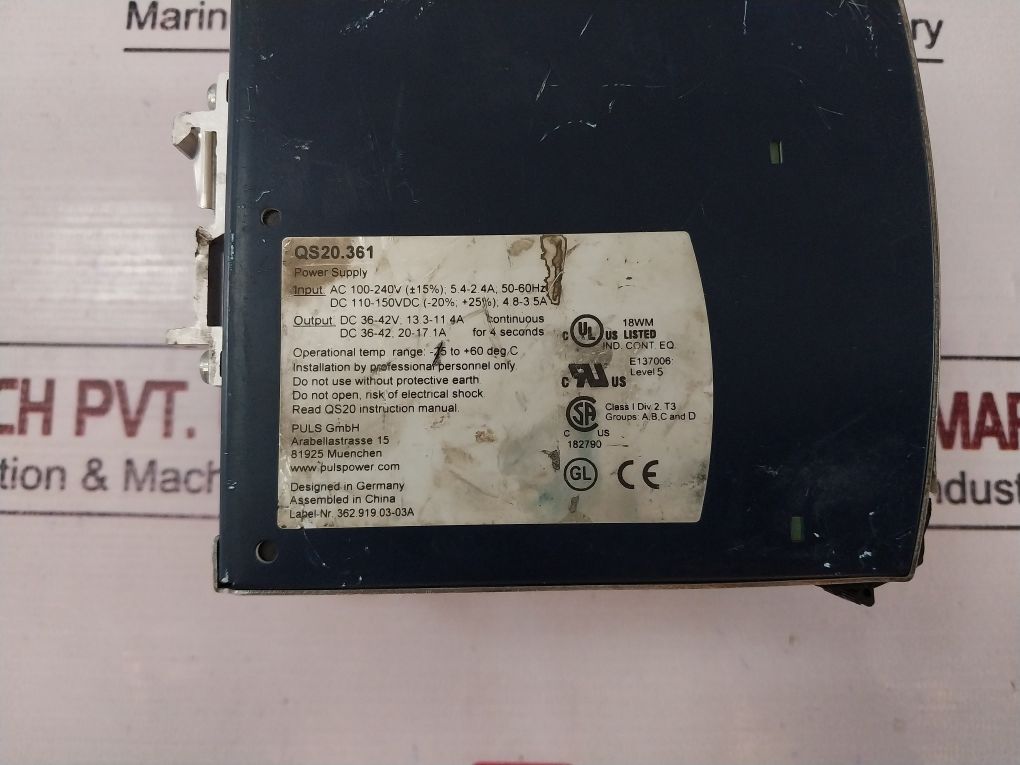 Marin
ry
CH PVT.
MAR
tion & Mach
ndust
QS20.361
Power Supply
Input: AC 100-240V (±15%); 5.4-2.4A, 50-60Hz
DC 110-150VDC (-20%, +25%); 4.8-3.5A
Output: DC 36-42V, 13.3-11.4A continuous
DC 36-42, 20-17.1A for 4 seconds
Operational temp. range: -25 to +60 deg.C
Installation by professional personnel only.
Do not use without protective earth.
Do not open, risk of electrical shock.
Read QS20 instruction manual.
PULS GmbH
Arabellastrasse 15
81925 Muenchen
www.pulspower.com
Designed in Germany
Assembled in China
Label-Nr. 362.919.03-03A
C UL US 18WM
LISTED
IND. CONT. EQ.
C RU US E137006
Level 5
SA Class I Div 2, T3
Groups: A,B,C and D
C US
182790
GL CE